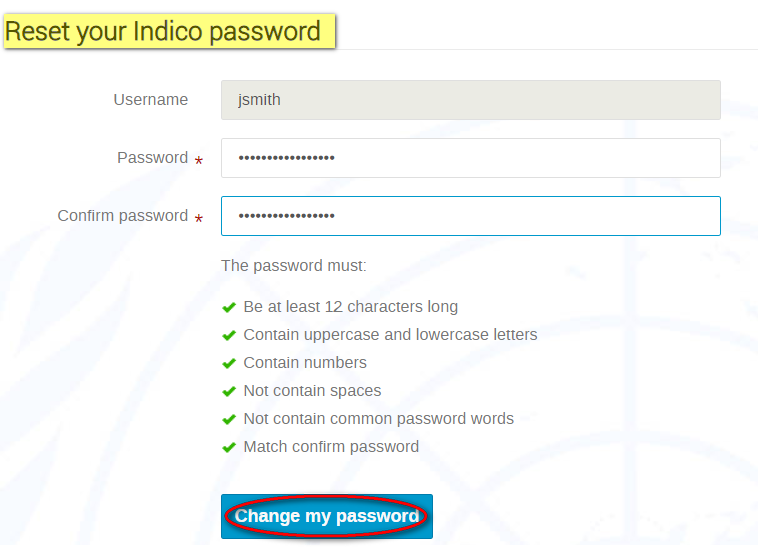 Reset your Indico password
Username jsmith
Password * •••••••••••••••••
Confirm password * •••••••••••••••••
The password must:
Be at least 12 characters long
Contain uppercase and lowercase letters
Contain numbers
Not contain spaces
Not contain common password words
Match confirm password
Change my password